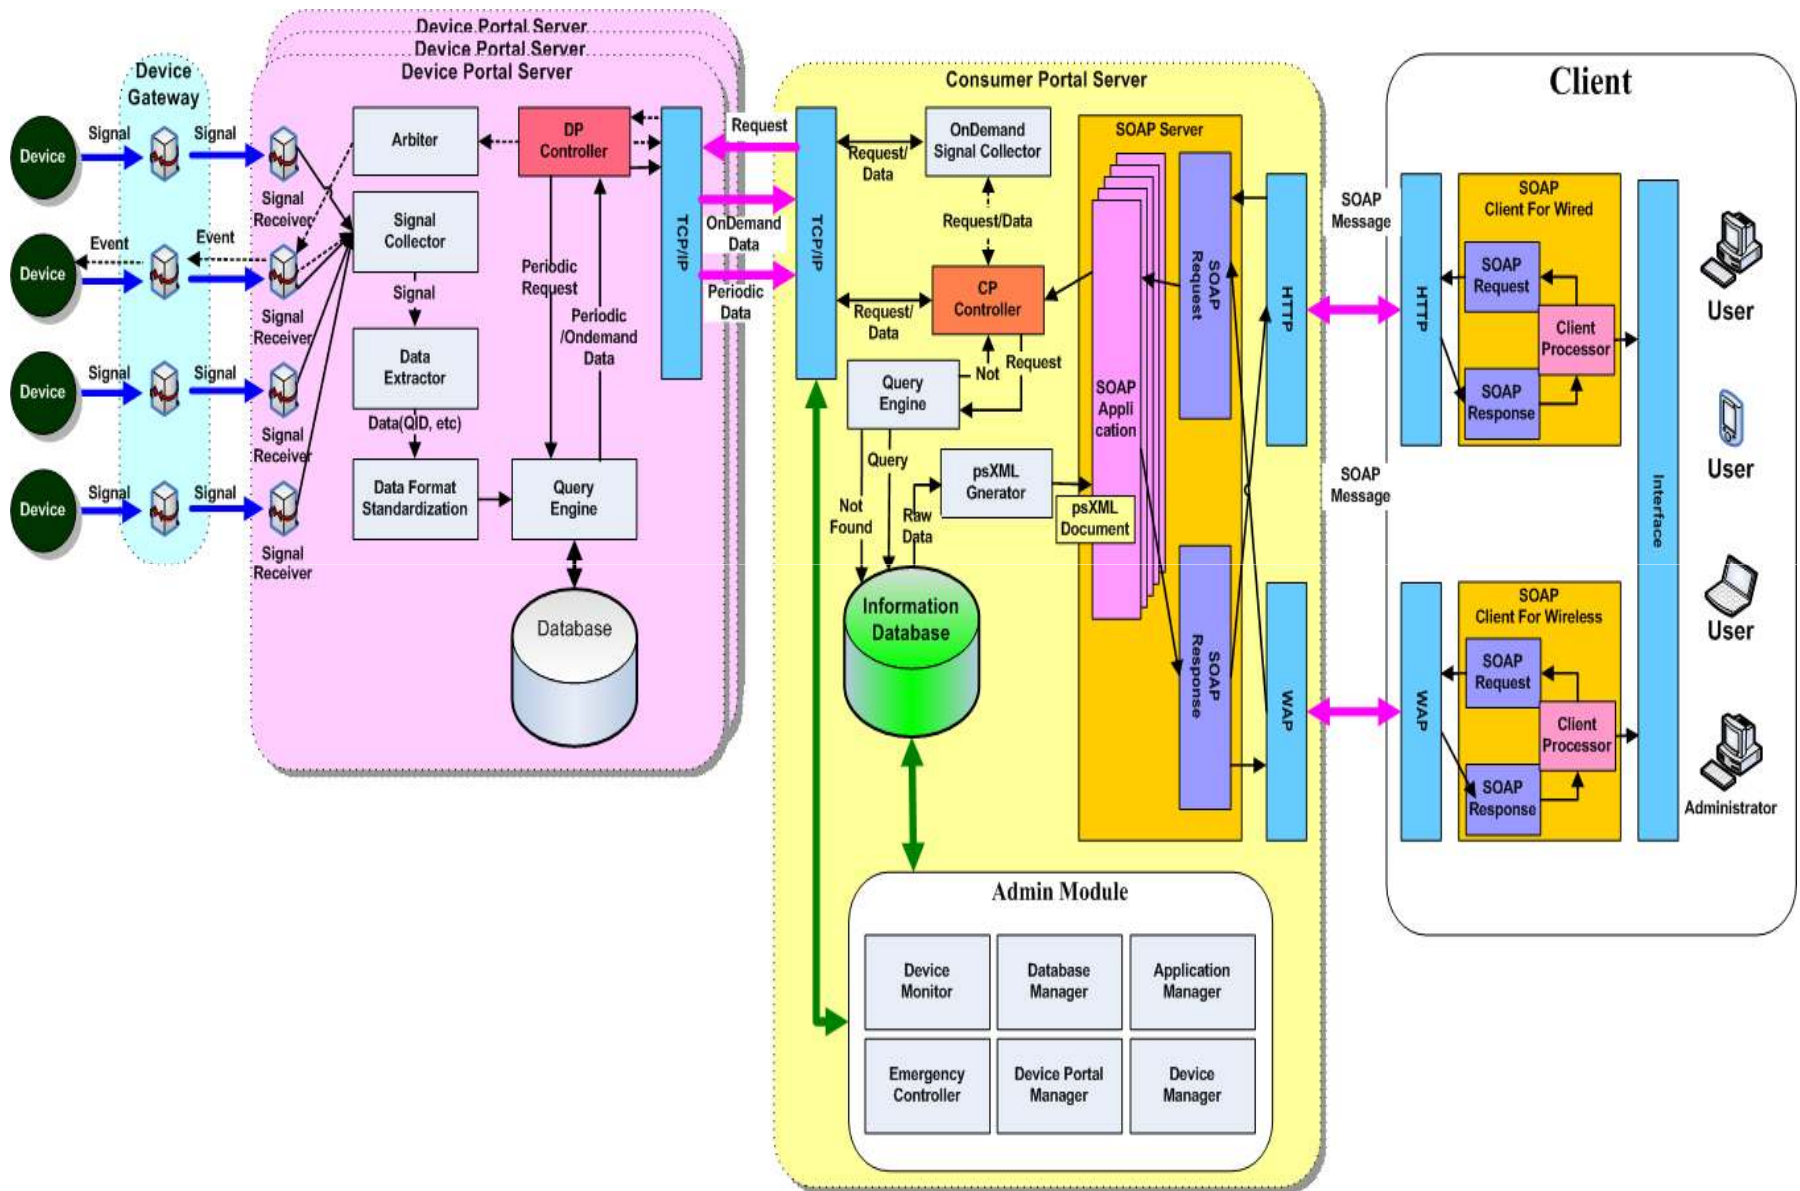 Device Portal Server
Device Portal Server
Device Portal Server
Device
Gateway
Device
Signal
Signal
Signal
Receiver
Device
Event
Event
Signal
Receiver
Device
Signal
Signal
Signal
Receiver
Device
Signal
Signal
Signal
Receiver
Arbiter
DP
Controller
Signal
Collector
Signal
Data
Extractor
Data(QID, etc)
Data Format
Standardization
Periodic
Request
Periodic
/Ondemand
Data
Query
Engine
Database
TCP/IP
Request
OnDemand
Data
Periodic
Data
Consumer Portal Server
TCP/IP
Request/
Data
OnDemand
Signal Collector
Request/Data
Request/
Data
CP
Controller
Not
Request
Query
Engine
Query
Not
Found
Raw
Data
psXML
Gnerator
psXML
Document
Information
Database
SOAP Server
SOAP
Appli
cation
SOAP
Request
SOAP
Response
HTTP
WAP
Admin Module
Device
Monitor
Database
Manager
Application
Manager
Emergency
Controller
Device Portal
Manager
Device
Manager
SOAP
Message
SOAP
Message
Client
HTTP
SOAP
Client For Wired
SOAP
Request
Client
Processor
SOAP
Response
WAP
SOAP
Client For Wireless
SOAP
Request
Client
Processor
SOAP
Response
Interface
User
User
User
Administrator